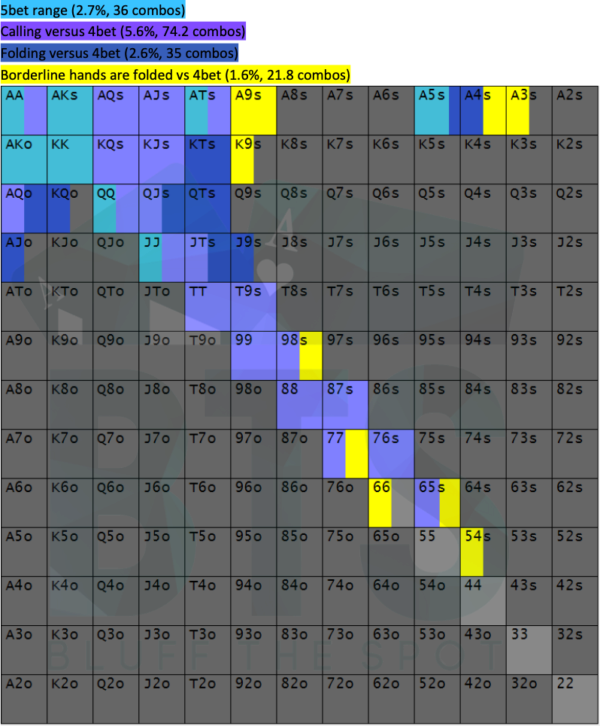 5bet range (2.7%, 36 combos)
Calling versus 4bet (5.6%, 74.2 combos)
Folding versus 4bet (2.6%, 35 combos)
Borderline hands are folded vs 4bet (1.6%, 21.8 combos)
AA AKs AQs AJs ATs A9s A8s A7s A6s A5s A4s A3s A2s
AKo KK KQs KJs KTs K9s K8s K7s K6s K5s K4s K3s K2s
AQo KQo QQ QJs QTs Q9s Q8s Q7s Q6s Q5s Q4s Q3s Q2s
AJo KJo QJo JJ JTs J9s J8s J7s J6s J5s J4s J3s J2s
ATo KTo QTo JTo TT T9s T8s T7s T6s T5s T4s T3s T2s
A9o K9o Q9o J9o T9o 99 98s 97s 96s 95s 94s 93s 92s
A8o K8o Q8o J8o T8o 98o 88 87s 86s 85s 84s 83s 82s
A7o K7o Q7o J7o T7o 97o 87o 77 76s 75s 74s 73s 72s
A6o K6o Q6o J6o T6o 96o 86o 76o 66 65s 64s 63s 62s
A5o K5o Q5o J5o T5o 95o 85o 75o 65o 55 54s 53s 52s
A4o K4o Q4o J4o T4o 94o 84o 74o 64o 54o 44 43s 42s
A3o K3o Q3o J3o T3o 93o 83o 73o 63o 53o 43o 33 32s
A2o K2o Q2o J2o T2o 92o 82o 72o 62o 52o 42o 32o 22
BTS
BLUFF THE SPOT